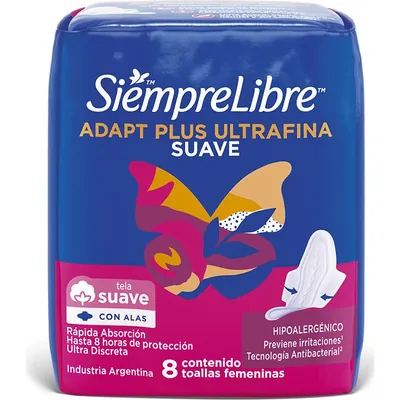 SiempreLibre™
ADAPT PLUS ULTRAFINA
SUAVE
tela
suave
CON ALAS
Rápida Absorción
Hasta 8 horas de protección
Ultra Discreta
Industria Argentina
8 contenido
toallas femeninas
HIPOALERGÉNICO
Previene irritaciones¹
Tecnología Antibacterial²